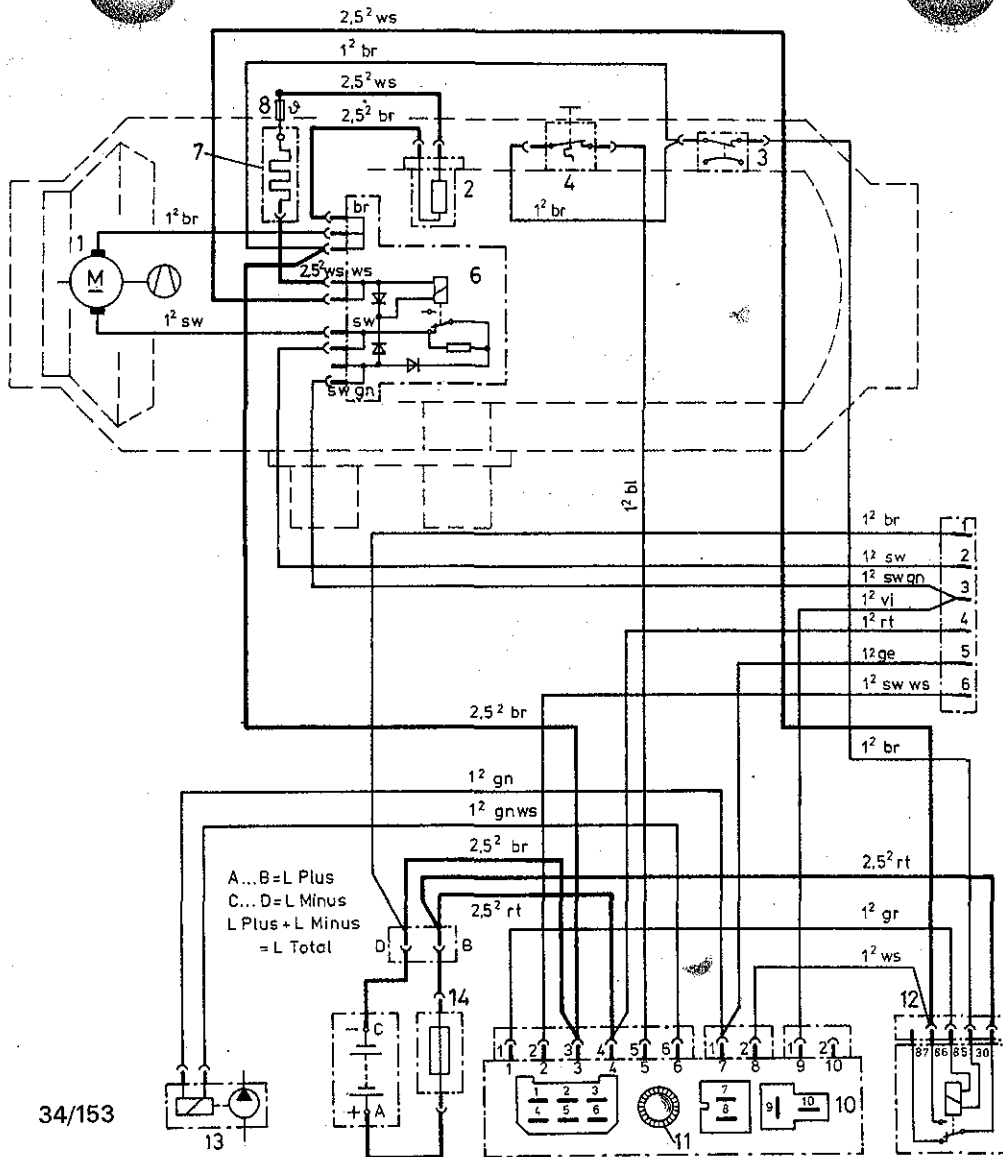 2,5² ws
1² br
2,5² ws
8 ϑ
2,5² br
7
2
4
3
1² br
br
1² br
1
M
2,5² ws ws
6
1² sw
sw
sw gn
1² bl
1² br 1
1² sw 2
1² sw gn
3
1² vi
1² rt 4
1² ge 5
1² sw ws 6
2,5² br
1² br
1² gn
1² gn ws
2,5² br
2,5² rt
A...B=L Plus
C...D=L Minus
L Plus + L Minus
= L Total
2,5² rt
1² gr
D B
1² ws
14
12
- C
1 2 3 4 5 6 1 2 1 2
1 2 3 4 5 6 7 8 9 10
87 86 85 30
1 2 3
4 5 6
7
8
9 10
10
+ A
11
13
34/153